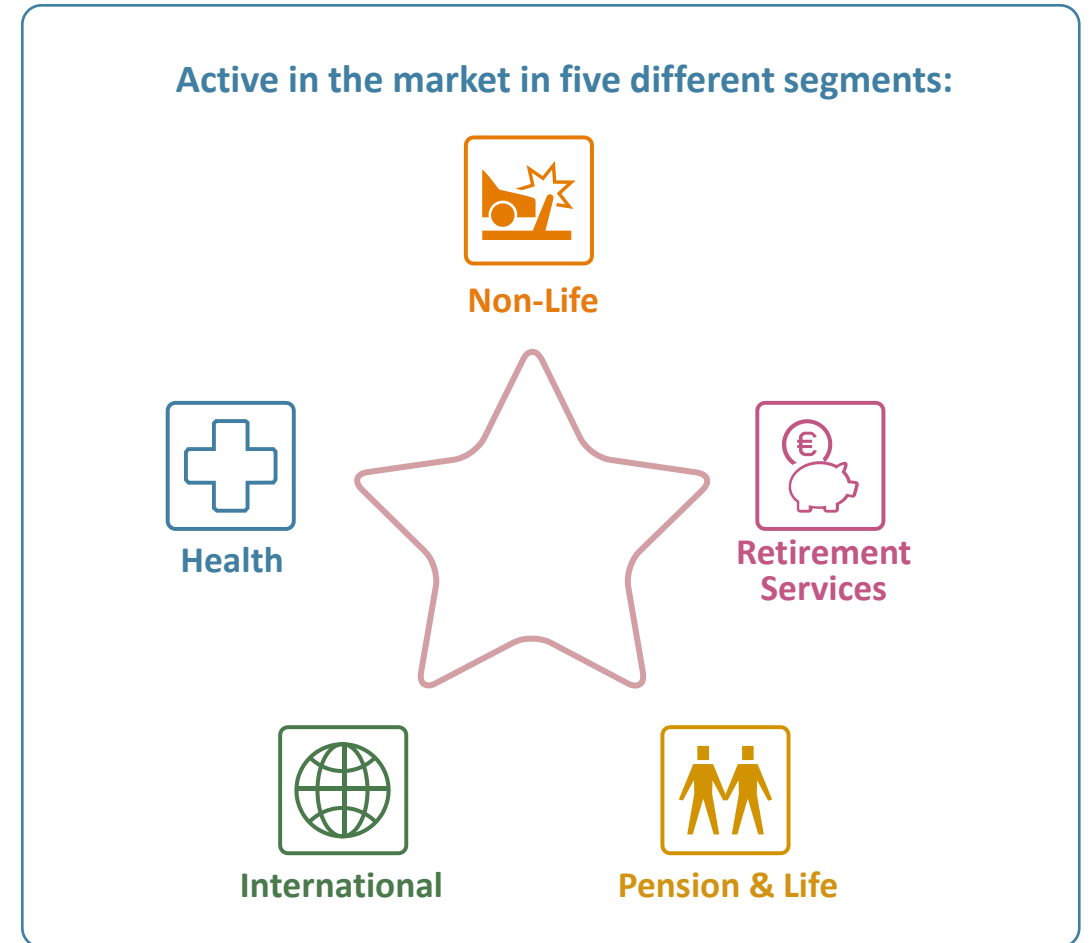 Active in the market in five different segments:
Non-Life
€
Health
Retirement
Services
International
Pension & Life